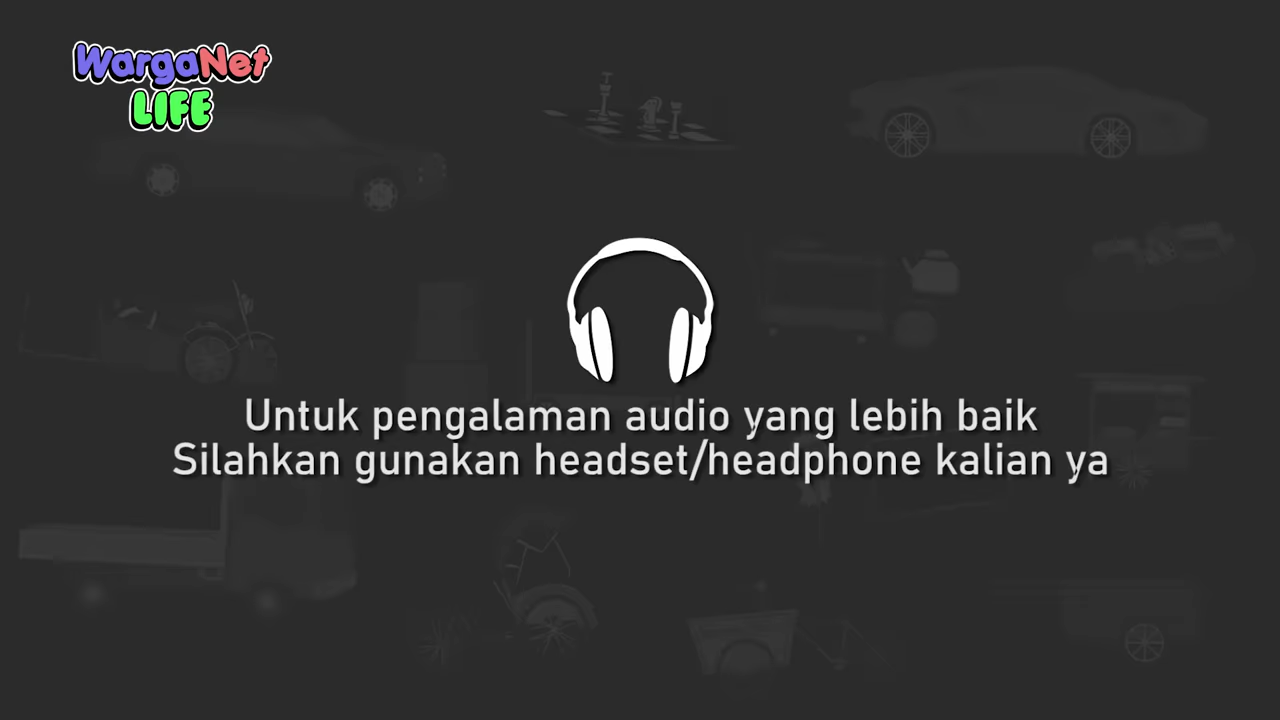 WargaNet
LIFE
Untuk pengalaman audio yang lebih baik
Silahkan gunakan headset/headphone kalian ya